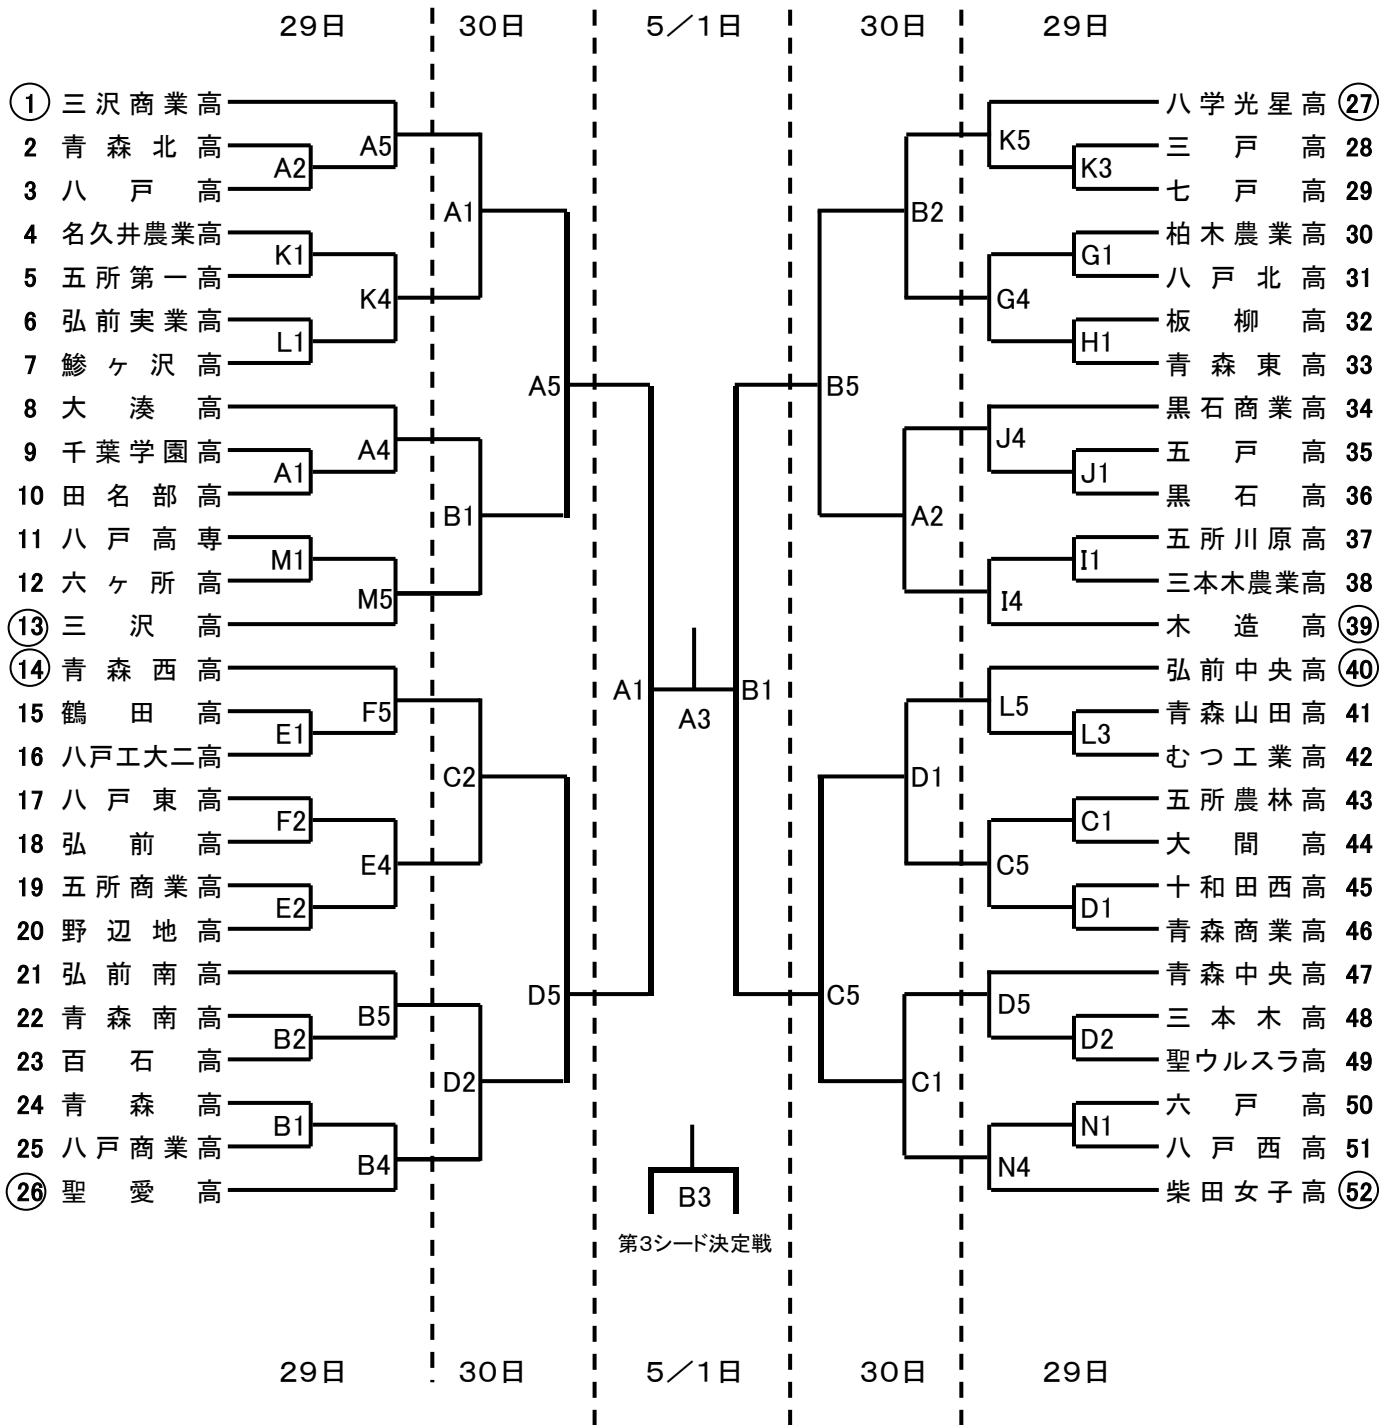 29日 30日 5／1日 30日 29日
① 三沢商業高 八学光星高 ㉗
K5
2 青森北高 A5 K3 三戸高 28
A2
3 八戸高 七戸高 29
A1 B2
4 名久井農業高 柏木農業高 30
K1 G1
5 五所第一高 八戸北高 31
K4 G4
6 弘前実業高 板柳高 32
L1 H1
7 鯵ヶ沢高 青森東高 33
A5 B5
8 大湊高 黒石商業高 34
J4
9 千葉学園高 A4 五戸高 35
A1 J1
10 田名部高 黒石高 36
B1 A2
11 八戸高専 五所川原高 37
M1 I1
12 六ヶ所高 三本木農業高 38
M5 I4
⑬ 三沢高 木造高 ㊴
⑭ 青森西高 弘前中央高 ㊵
A1 B1
15 鶴田高 F5 L5 青森山田高 41
A3
E1 L3
16 八戸工大二高 むつ工業高 42
C2 D1
17 八戸東高 五所農林高 43
F2 C1
18 弘前高 大間高 44
E4 C5
19 五所商業高 十和田西高 45
E2 D1
20 野辺地高 青森商業高 46
21 弘前南高 青森中央高 47
D5 C5
22 青森南高 B5 D5 三本木高 48
B2 D2
23 百石高 聖ウルスラ高 49
D2 C1
24 青森高 六戸高 50
B1 N1
25 八戸商業高 八戸西高 51
B4 N4
㉖ 聖愛高 B3 柴田女子高 52
第3シード決定戦
29日 30日 5／1日 30日 29日